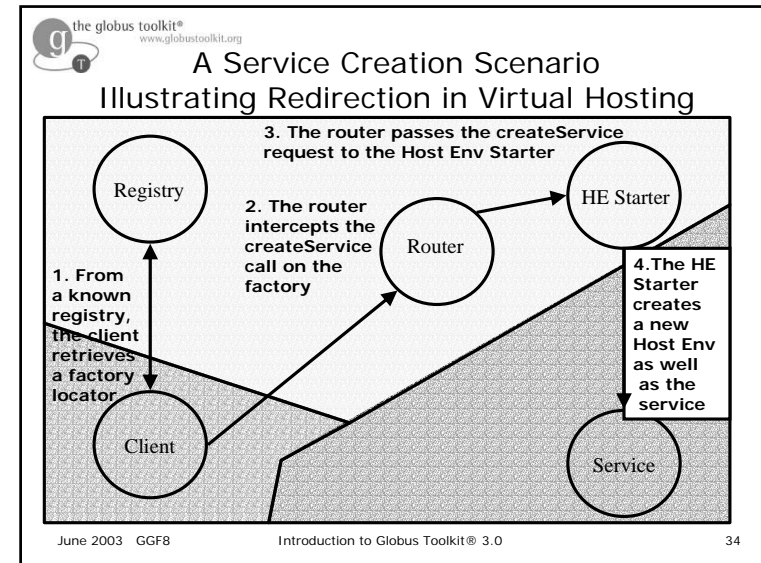 the globus toolkit®
www.globustoolkit.org
g
T
A Service Creation Scenario
Illustrating Redirection in Virtual Hosting
3. The router passes the createService
request to the Host Env Starter
Registry
HE Starter
2. The router
intercepts the
createService
call on the
factory
Router
1. From
a known
registry,
the client
retrieves
a factory
locator
4.The HE
Starter
creates
a new
Host Env
as well
as the
service
Client
Service
June 2003 GGF8
Introduction to Globus Toolkit® 3.0
34